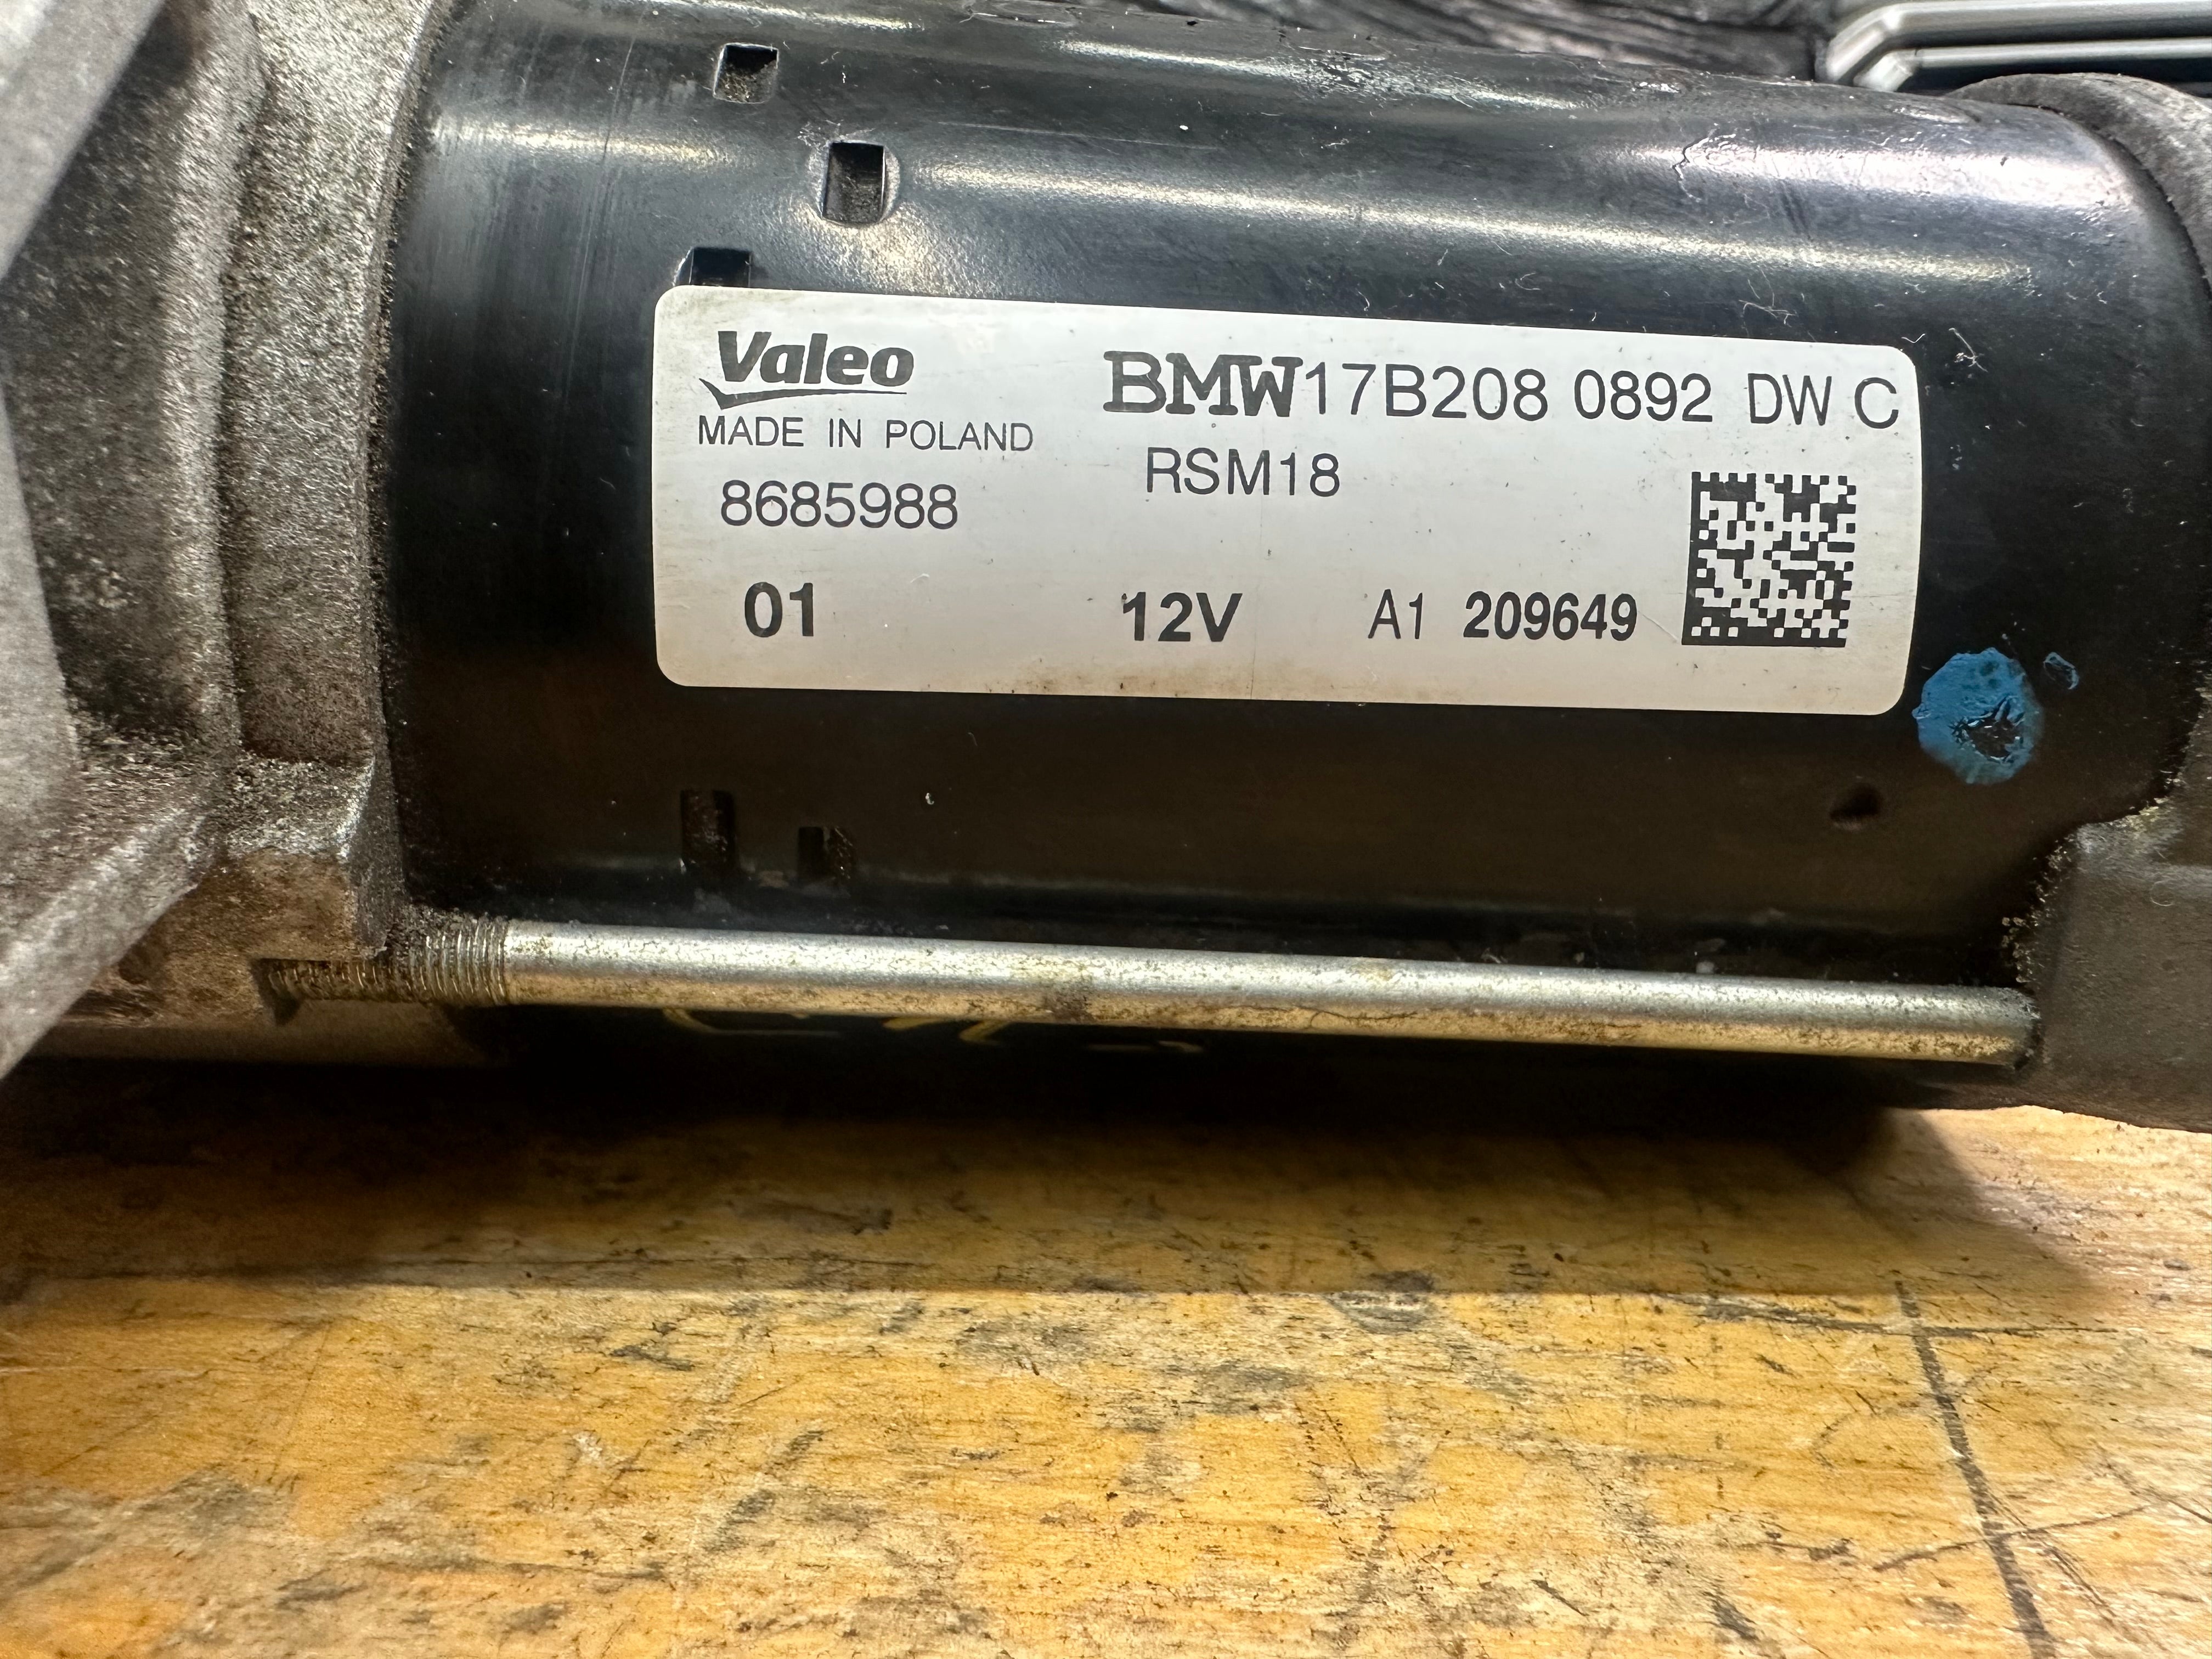 Valeo
MADE IN POLAND
8685988
01
BMW17B208 0892 DW C
RSM18
12V
A1 209649